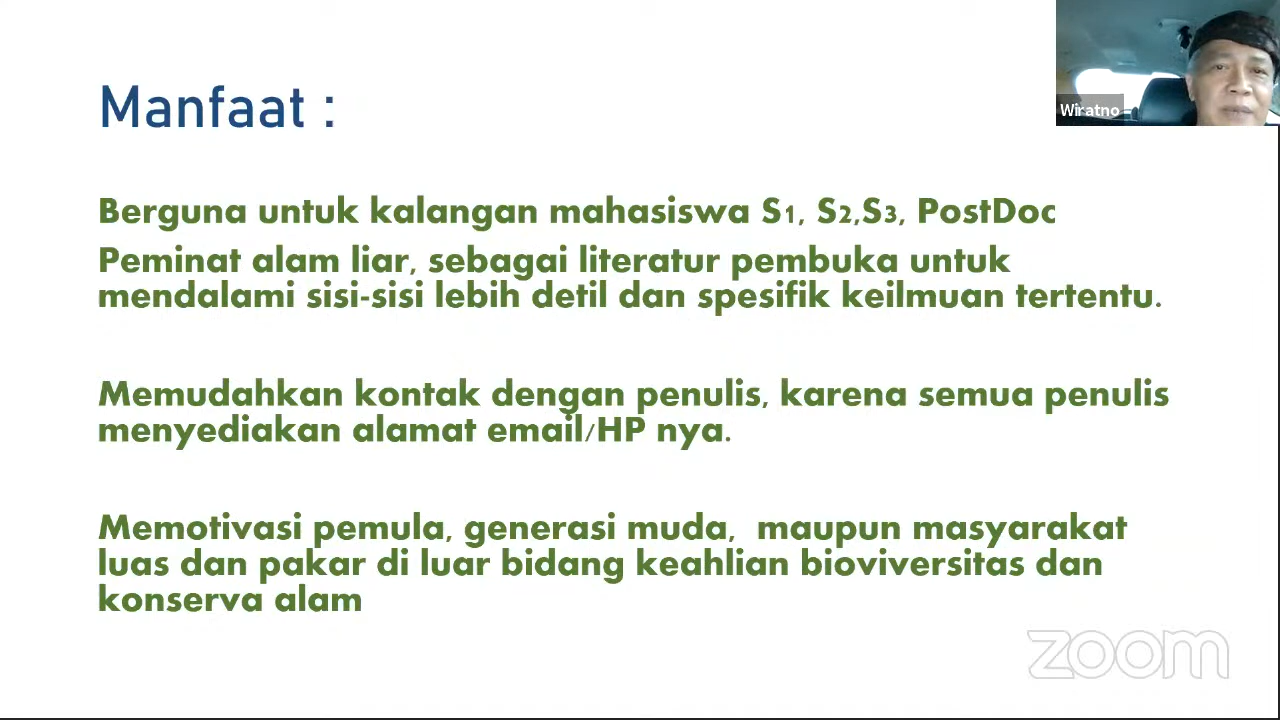 Manfaat :
Wiratno
Berguna untuk kalangan mahasiswa S1, S2,S3, PostDoc
Peminat alam liar, sebagai literatur pembuka untuk
mendalami sisi-sisi lebih detil dan spesifik keilmuan tertentu.
Memudahkan kontak dengan penulis, karena semua penulis
menyediakan alamat email/HP nya.
Memotivasi pemula, generasi muda,  maupun masyarakat
luas dan pakar di luar bidang keahlian bioviversitas dan
konserva alam
zoom